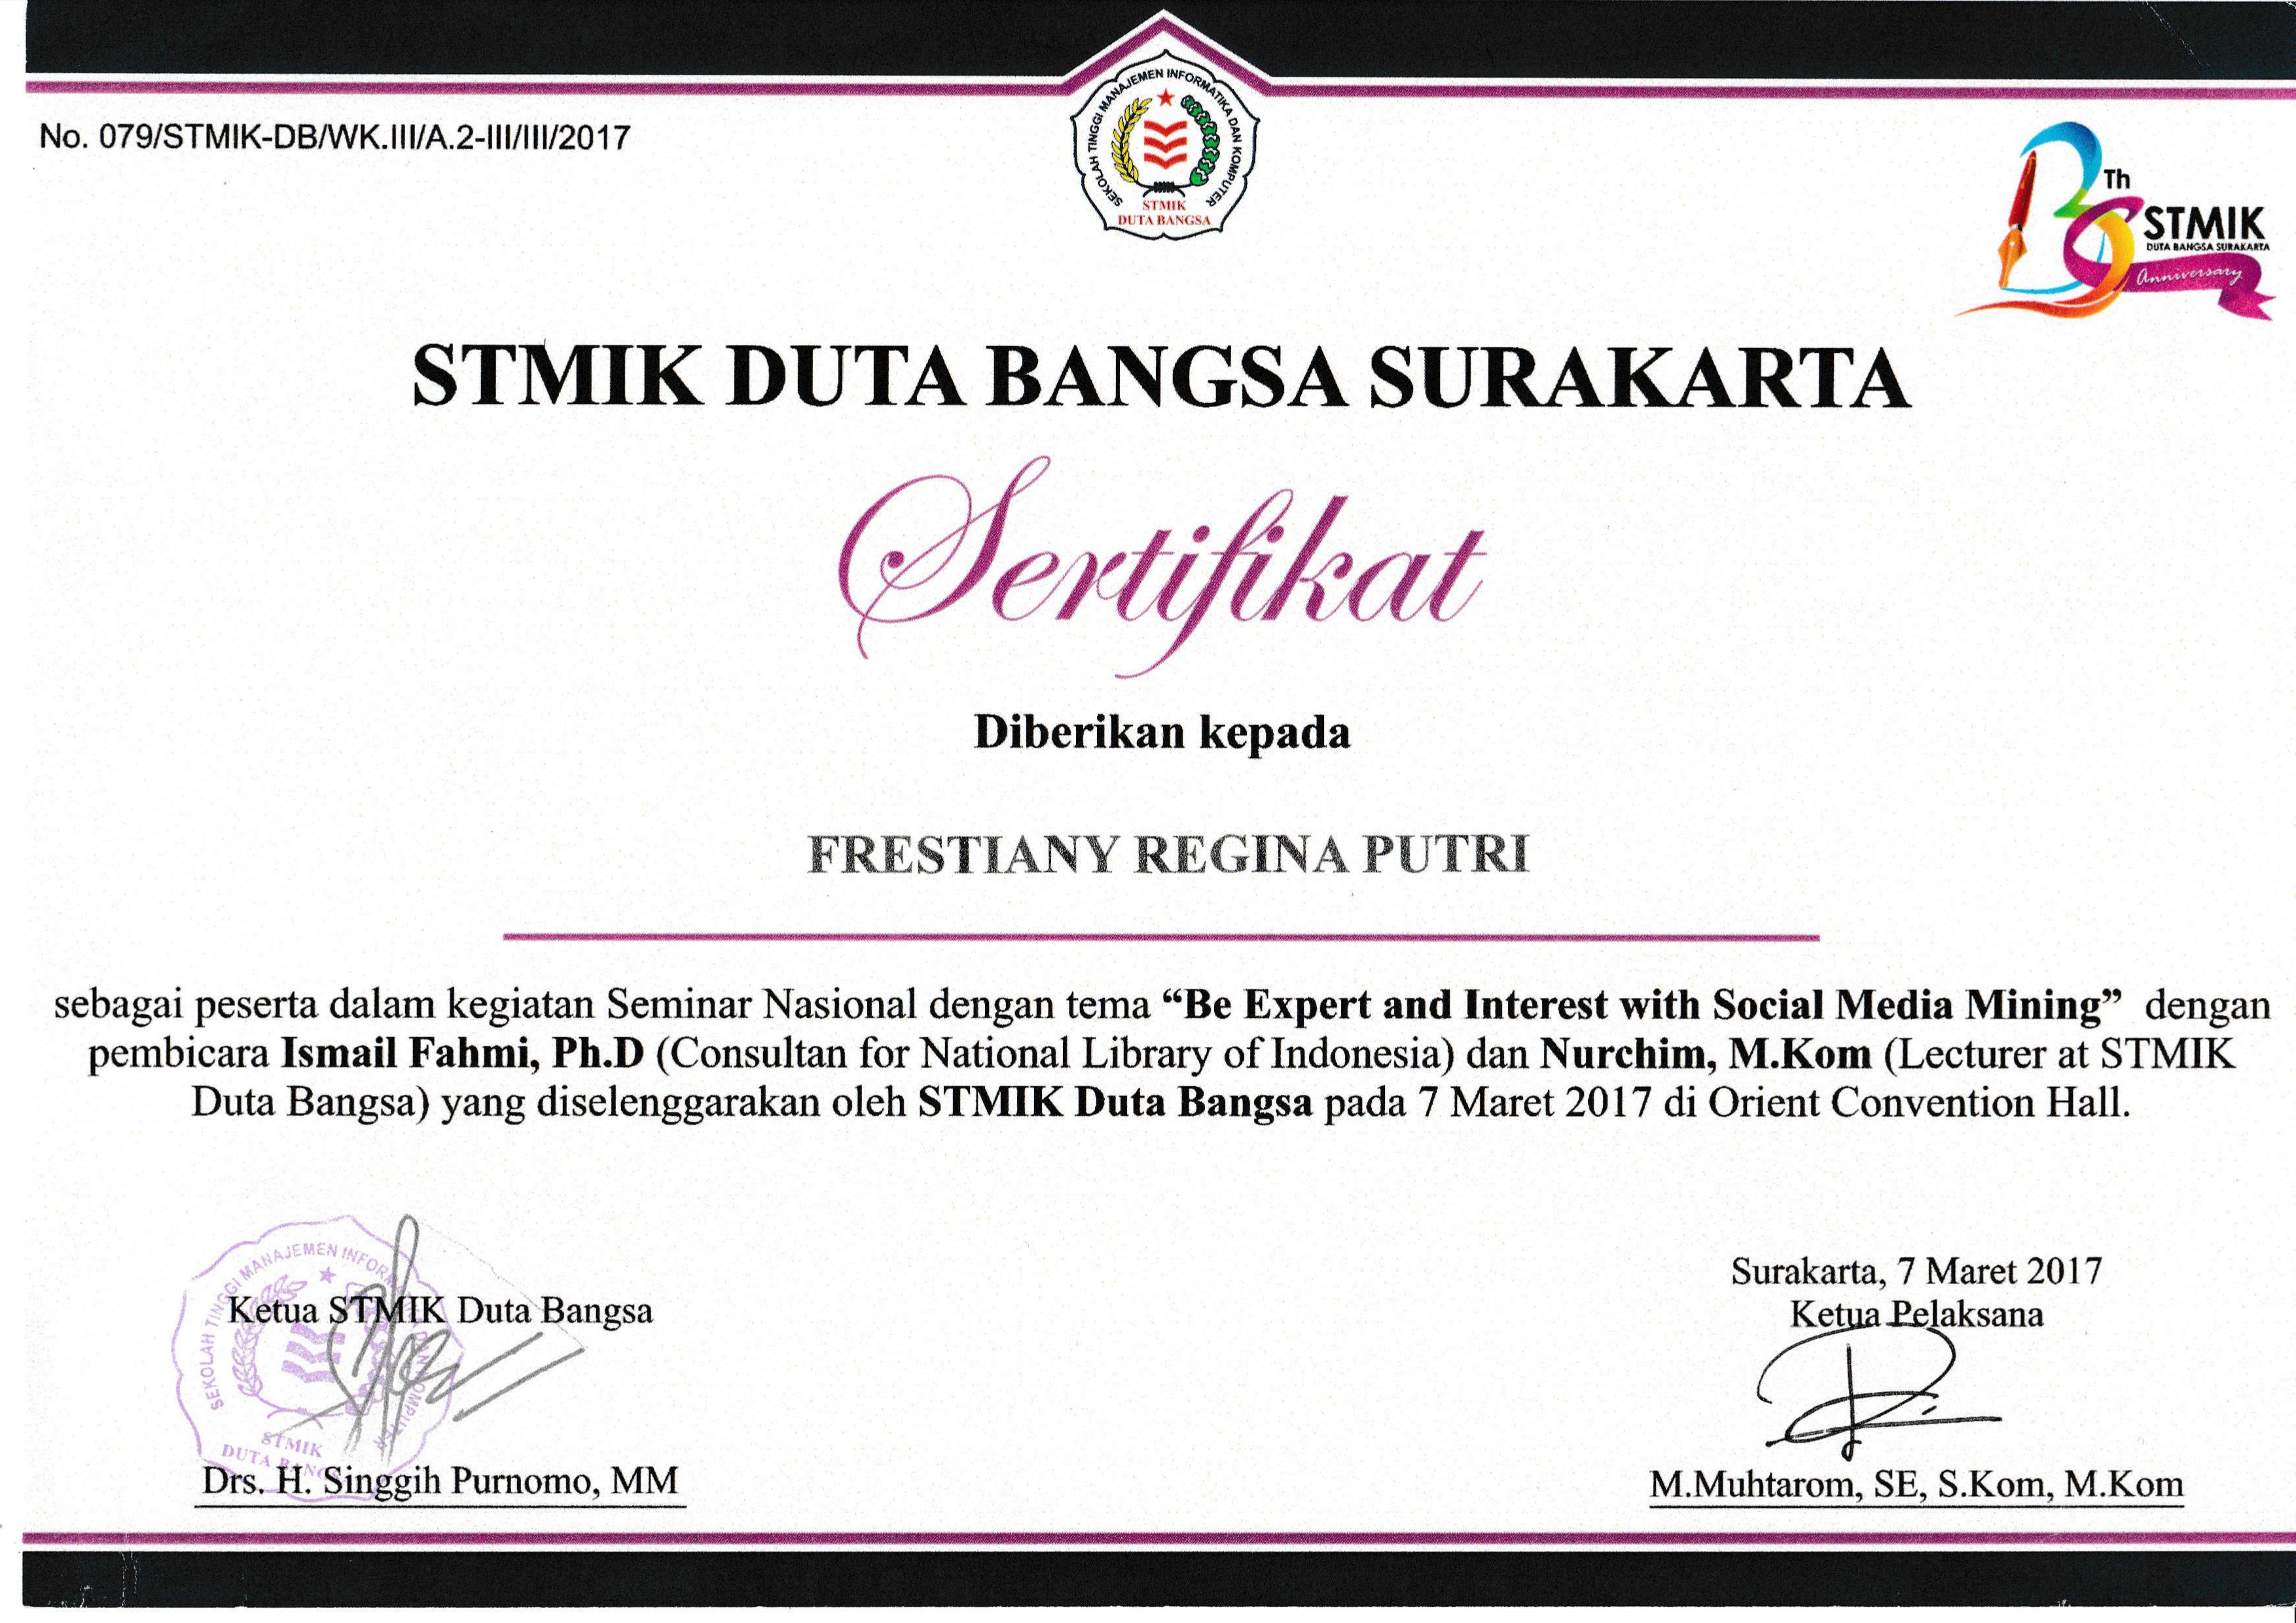 No. 079/STMIK-DB/WK.III/A.2-III/III/2017
SEKOLAH TINGGI MANAJEMEN INFORMATIKA DAN KOMPUTER
STMIK
DUTA BANGSA
Th
STMIK
DUTA BANGSA SURAKARTA
Anniversary
STMIK DUTA BANGSA SURAKARTA
Sertifikat
Diberikan kepada
FRESTIANY REGINA PUTRI
sebagai peserta dalam kegiatan Seminar Nasional dengan tema “Be Expert and Interest with Social Media Mining” dengan
pembicara Ismail Fahmi, Ph.D (Consultan for National Library of Indonesia) dan Nurchim, M.Kom (Lecturer at STMIK
Duta Bangsa) yang diselenggarakan oleh STMIK Duta Bangsa pada 7 Maret 2017 di Orient Convention Hall.
Surakarta, 7 Maret 2017
Ketua STMIK Duta Bangsa
Ketua Pelaksana
SEKOLAH TINGGI MANAJEMEN
STMIK
DUTA
Drs. H. Singgih Purnomo, MM
M.Muhtarom, SE, S.Kom, M.Kom